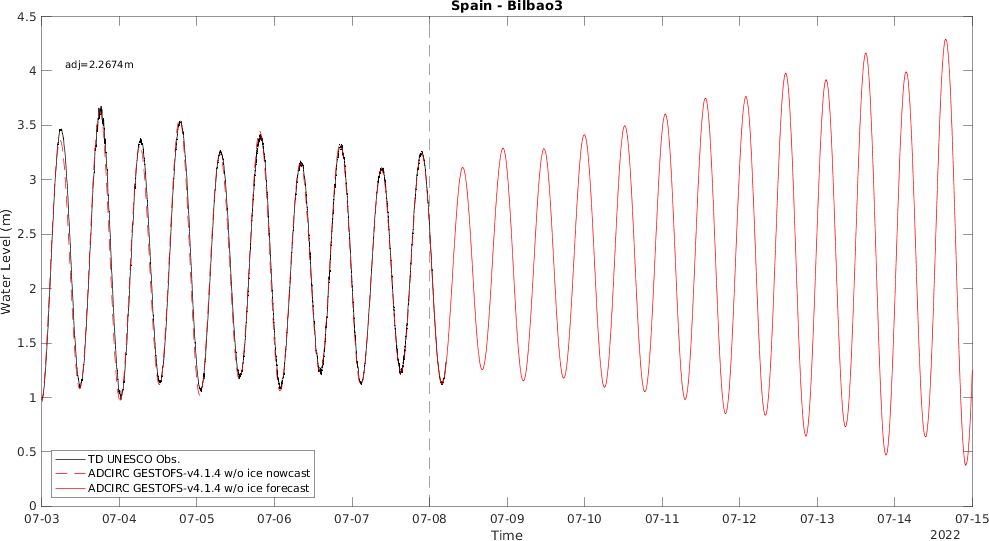 Spain - Bilbao3
adj=2.2674m
4.5
4
3.5
3
2.5
2
1.5
1
0.5
0
Water Level (m)
TD UNESCO Obs.
ADCIRC GESTOFS-v4.1.4 w/o ice nowcast
ADCIRC GESTOFS-v4.1.4 w/o ice forecast
07-03 07-04 07-05 07-06 07-07 07-08 07-09 07-10 07-11 07-12 07-13 07-14 07-15
Time
2022